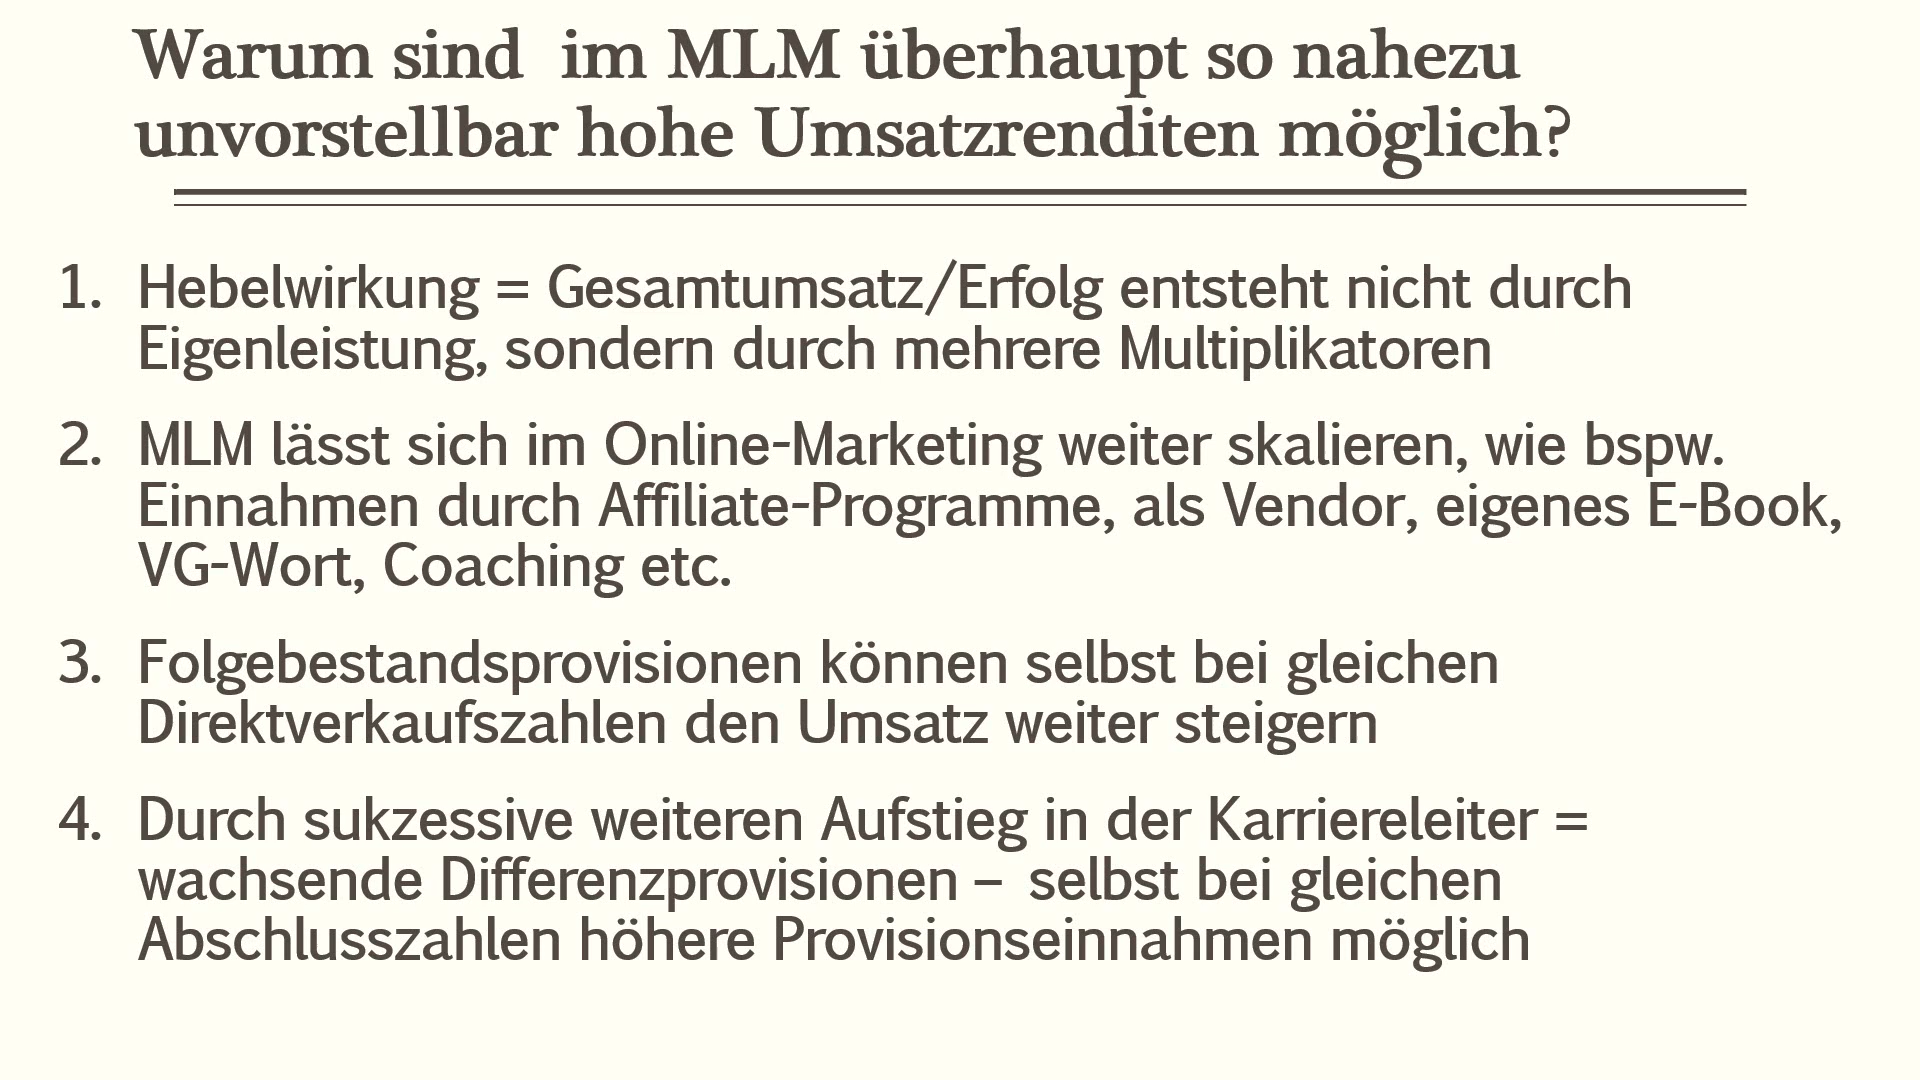 Warum sind  im MLM überhaupt so nahezu
unvorstellbar hohe Umsatzrenditen möglich?
1. Hebelwirkung = Gesamtumsatz/Erfolg entsteht nicht durch
Eigenleistung, sondern durch mehrere Multiplikatoren
2. MLM lässt sich im Online-Marketing weiter skalieren, wie bspw.
Einnahmen durch Affiliate-Programme, als Vendor, eigenes E-Book,
VG-Wort, Coaching etc.
3. Folgebestandsprovisionen können selbst bei gleichen
Direktverkaufszahlen den Umsatz weiter steigern
4. Durch sukzessive weiteren Aufstieg in der Karriereleiter =
wachsende Differenzprovisionen – selbst bei gleichen
Abschlusszahlen höhere Provisionseinnahmen möglich